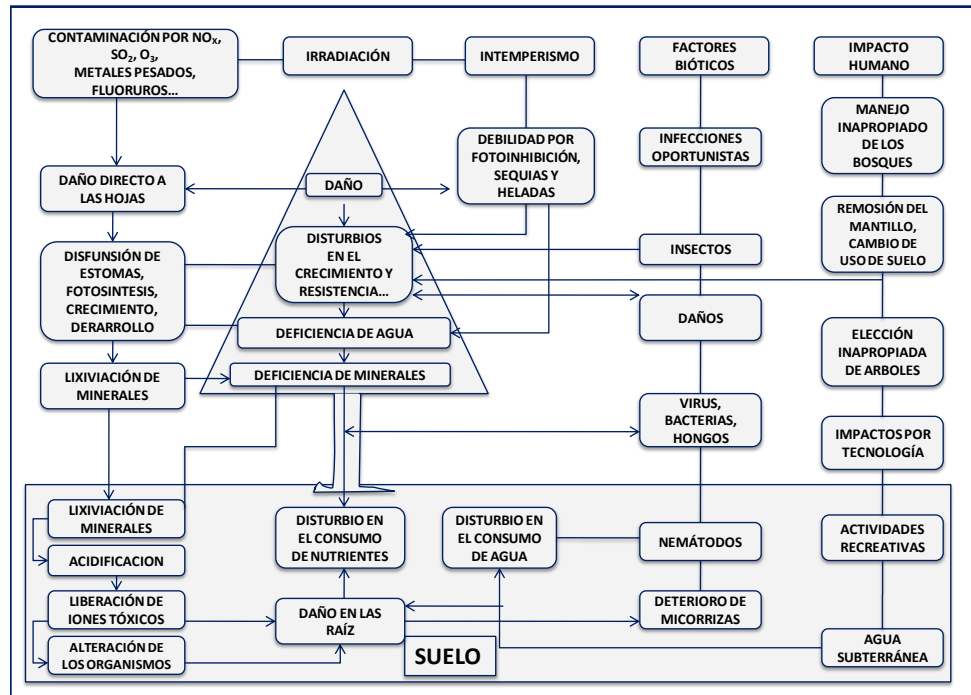 CONTAMINACIÓN POR NOX,
SO2, O3,
METALES PESADOS,
FLUORUROS...
IRRADIACIÓN
INTEMPERISMO
FACTORES
BIÓTICOS
IMPACTO
HUMANO
MANEJO
INAPROPIADO
DE LOS
BOSQUES
DEBILIDAD POR
FOTOINHIBICIÓN,
SEQUIAS Y
HELADAS
INFECCIONES
OPORTUNISTAS
DAÑO DIRECTO A
LAS HOJAS
DAÑO
REMOSIÓN DEL
MANTILLO,
CAMBIO DE
USO DE SUELO
DISFUNSIÓN DE
ESTOMAS,
FOTOSINTESIS,
CRECIMIENTO,
DERARROLLO
DISTURBIOS
EN EL
CRECIMIENTO Y
RESISTENCIA...
INSECTOS
DAÑOS
DEFICIENCIA DE AGUA
ELECCIÓN
INAPROPIADA
DE ARBOLES
LIXIVIACIÓN DE
MINERALES
DEFICIENCIA DE MINERALES
VIRUS,
BACTERIAS,
HONGOS
IMPACTOS POR
TECNOLOGÍA
LIXIVIACIÓN DE
MINERALES
DISTURBIO EN
EL CONSUMO
DE NUTRIENTES
DISTURBIO EN
EL CONSUMO
DE AGUA
NEMÁTODOS
ACTIVIDADES
RECREATIVAS
ACIDIFICACION
LIBERACIÓN DE
IONES TÓXICOS
DAÑO EN LAS
RAÍZ
DETERIORO DE
MICORRIZAS
ALTERACIÓN DE
LOS ORGANISMOS
SUELO
AGUA
SUBTERRÁNEA